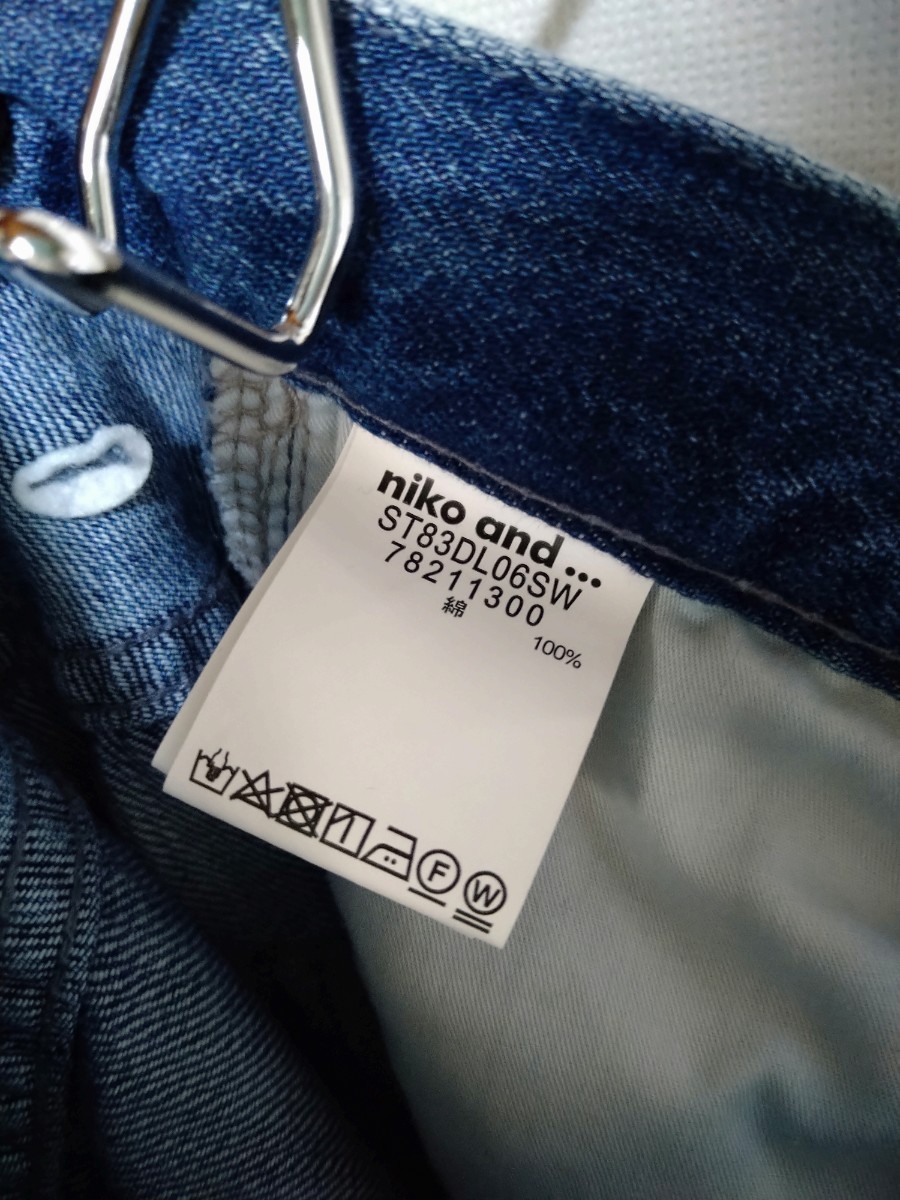 niko and ...
ST83DL06SW
78211300
綿
100%
F W